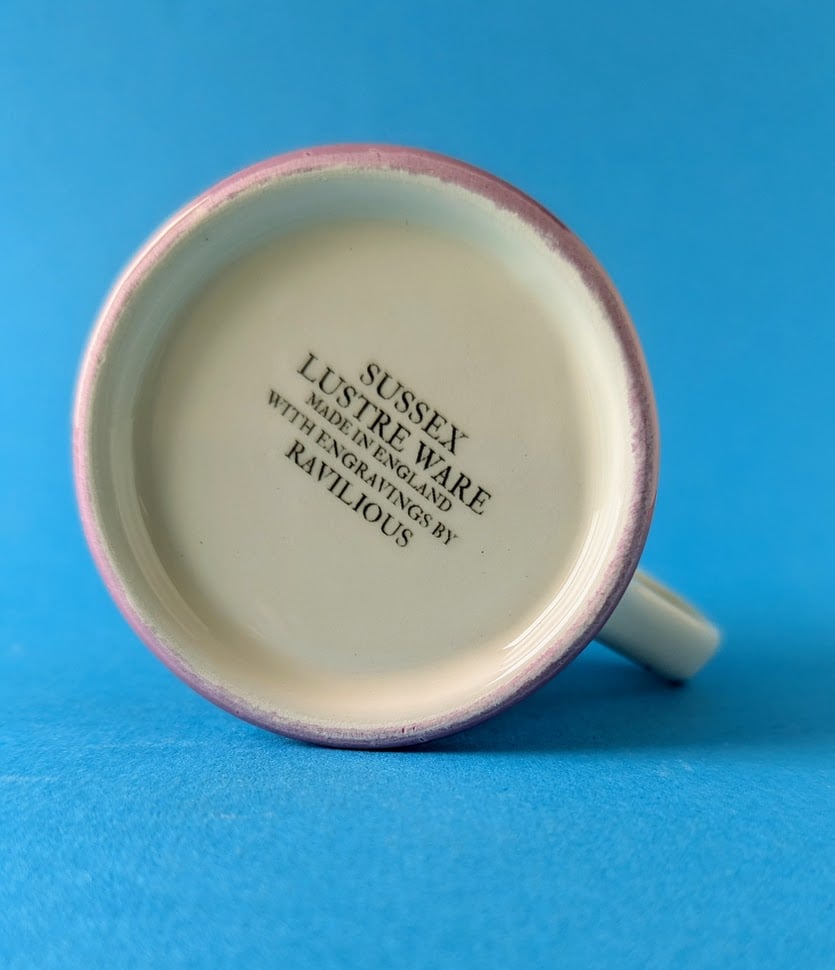 SUSSEX
LUSTRE WARE
MADE IN ENGLAND
WITH ENGRAVINGS BY
RAVILIOUS